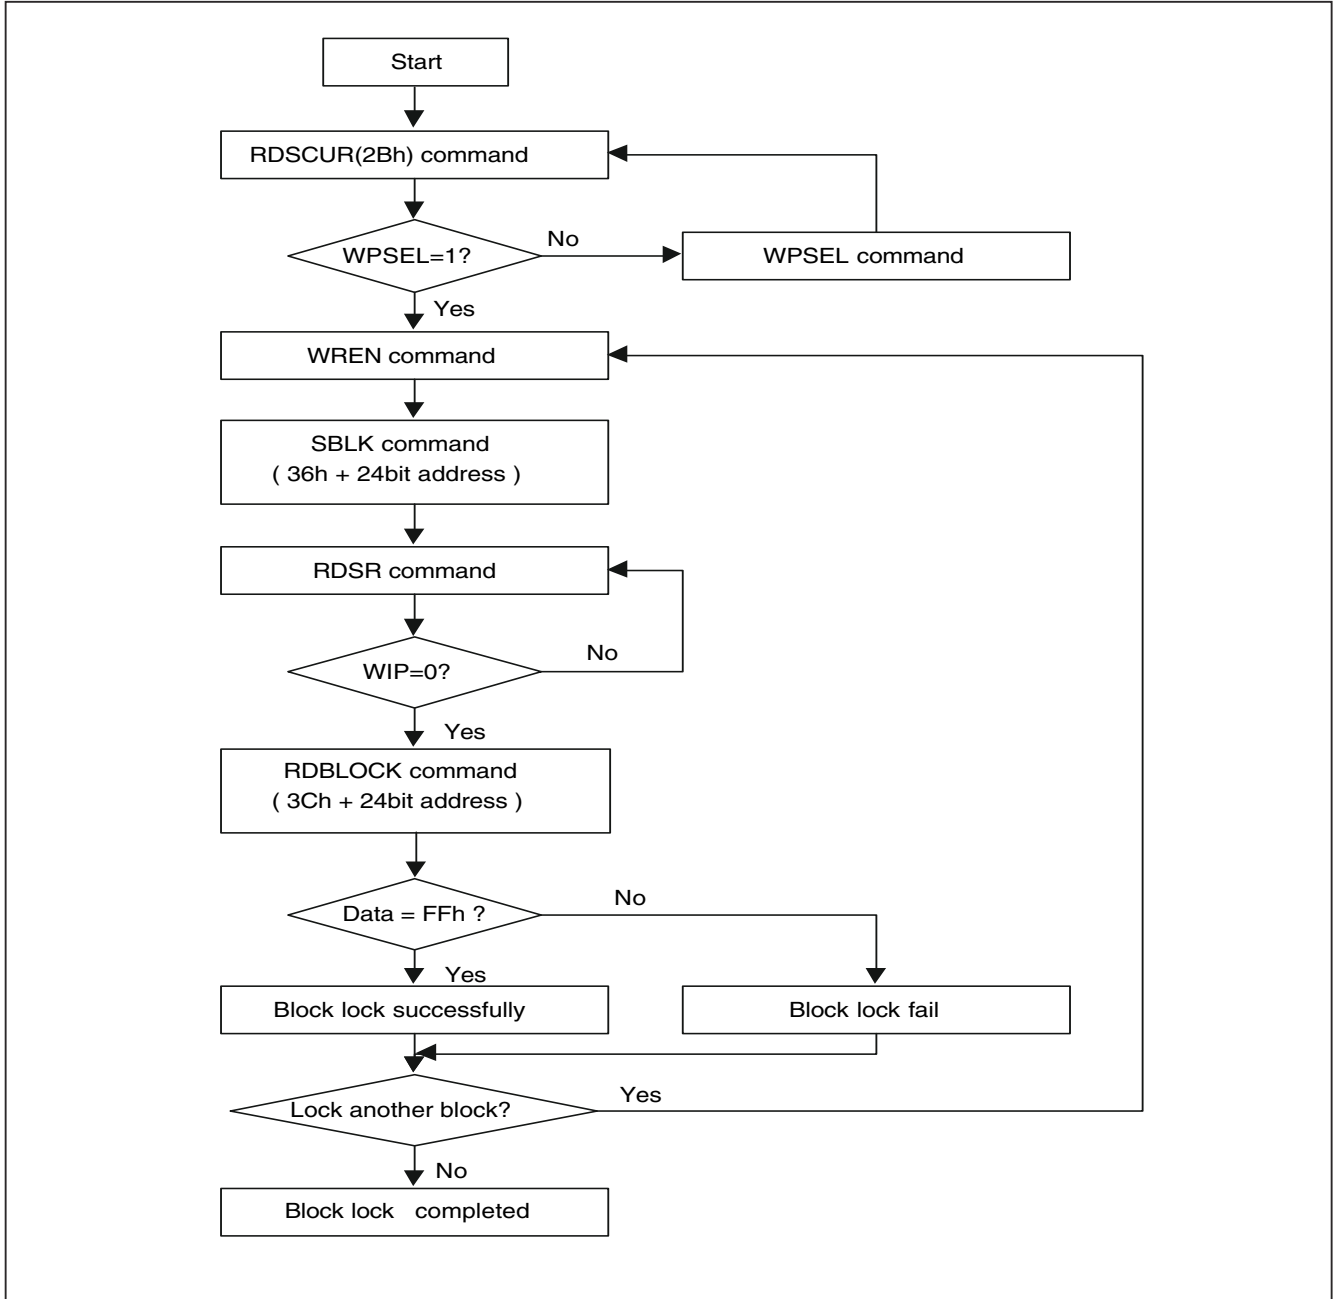 Start
RDSCUR(2Bh) command
WPSEL=1?
No
WPSEL command
Yes
WREN command
SBLK command
( 36h + 24bit address )
RDSR command
WIP=0?
No
Yes
RDBLOCK command
( 3Ch + 24bit address )
Data = FFh ?
No
Yes
Block lock successfully
Block lock fail
Lock another block?
Yes
No
Block lock completed